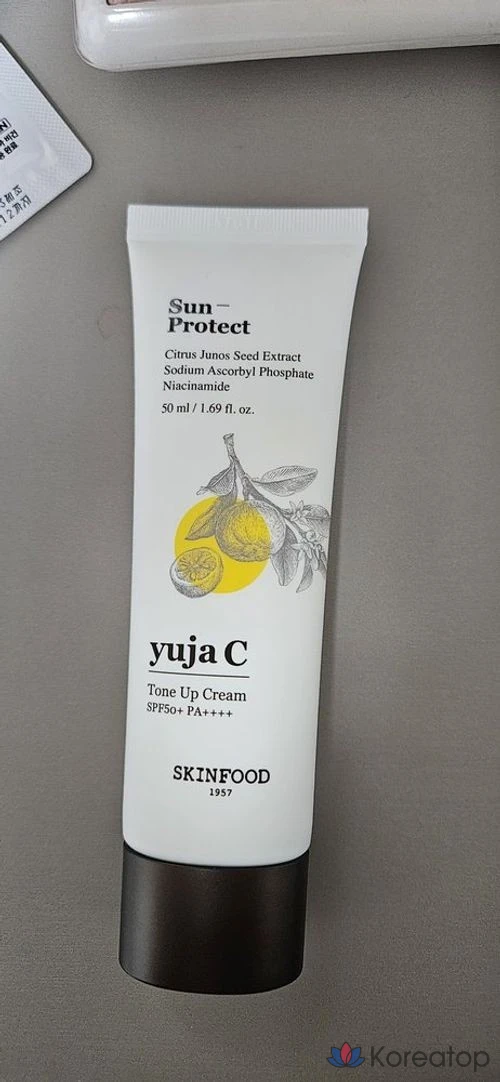 Sun
Protect
Citrus Junos Seed Extract
Sodium Ascorbyl Phosphate
Niacinamide
50 ml / 1.69 fl. oz.
yuja C
Tone Up Cream
SPF50+ PA++++
SKINFOOD
1957
Koreatop